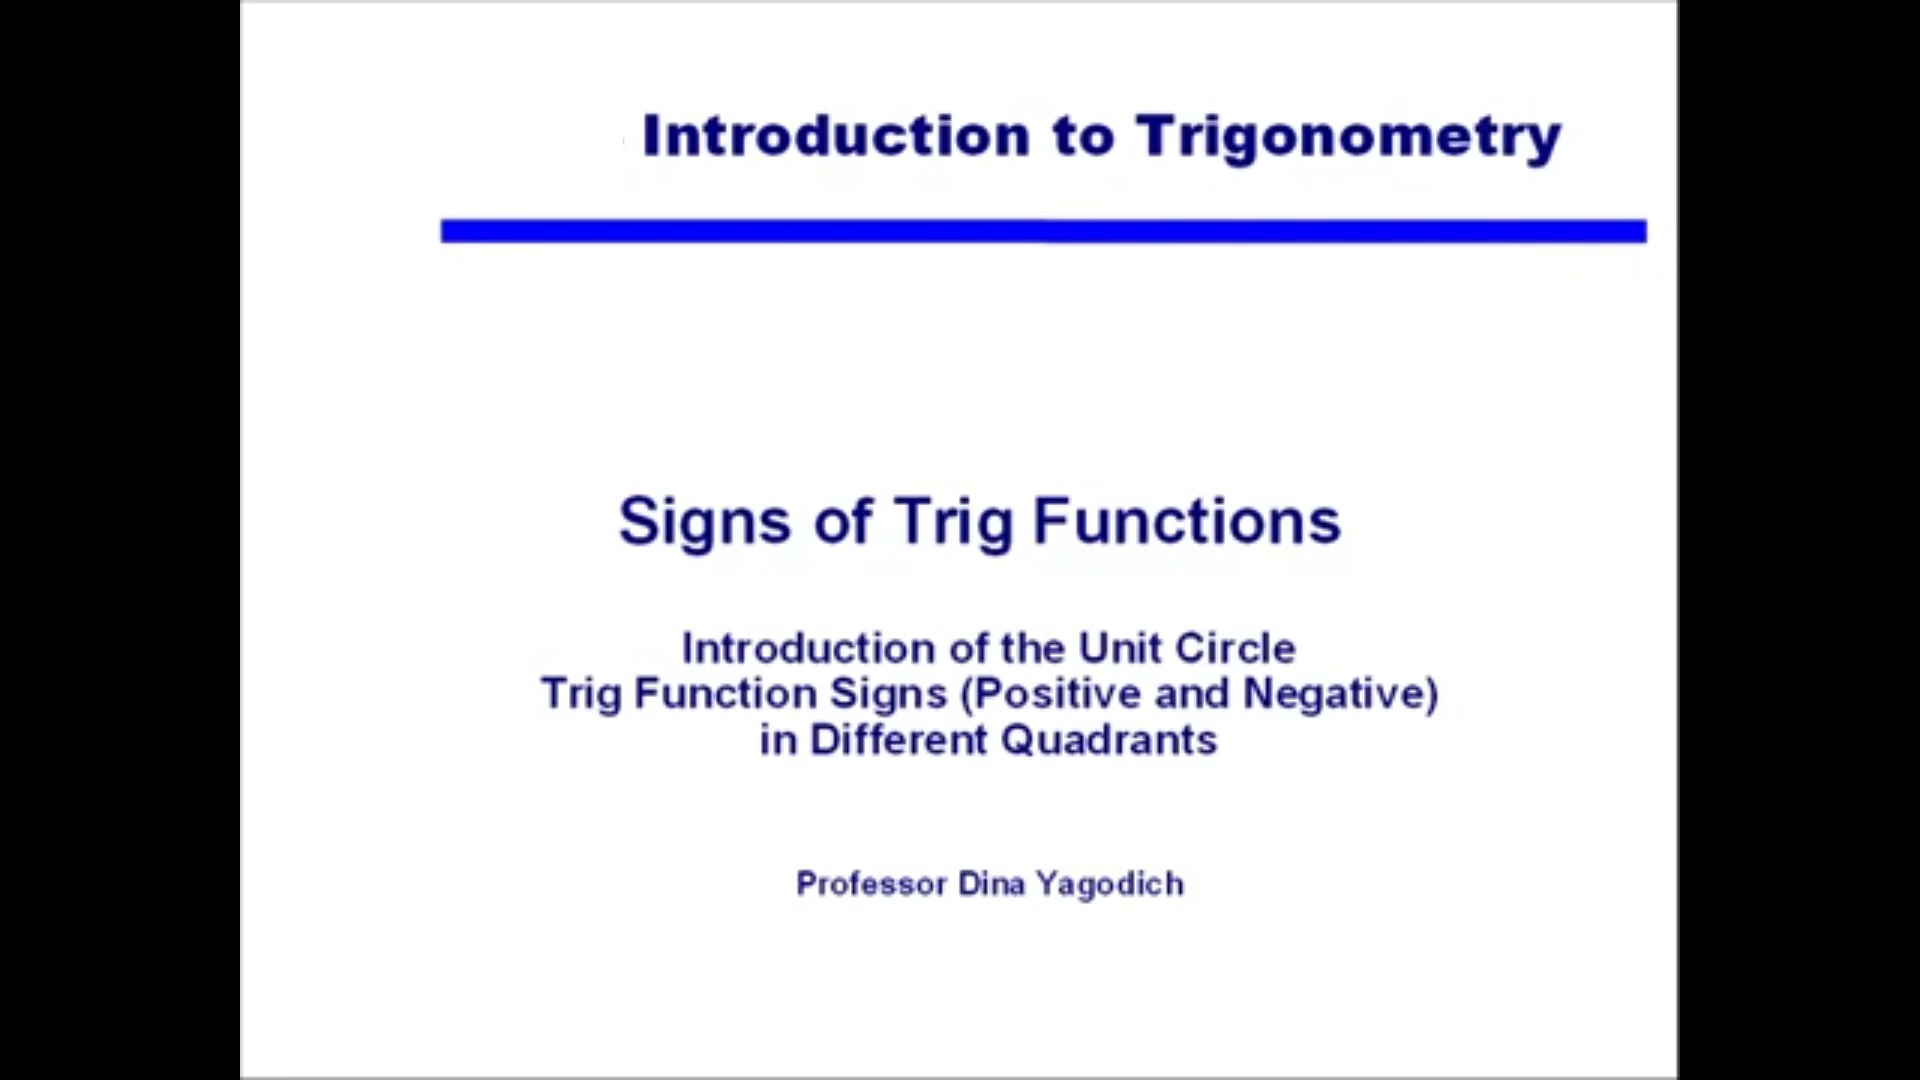 Introduction to Trigonometry
Signs of Trig Functions
Introduction of the Unit Circle
Trig Function Signs (Positive and Negative)
in Different Quadrants
Professor Dina Yagodich